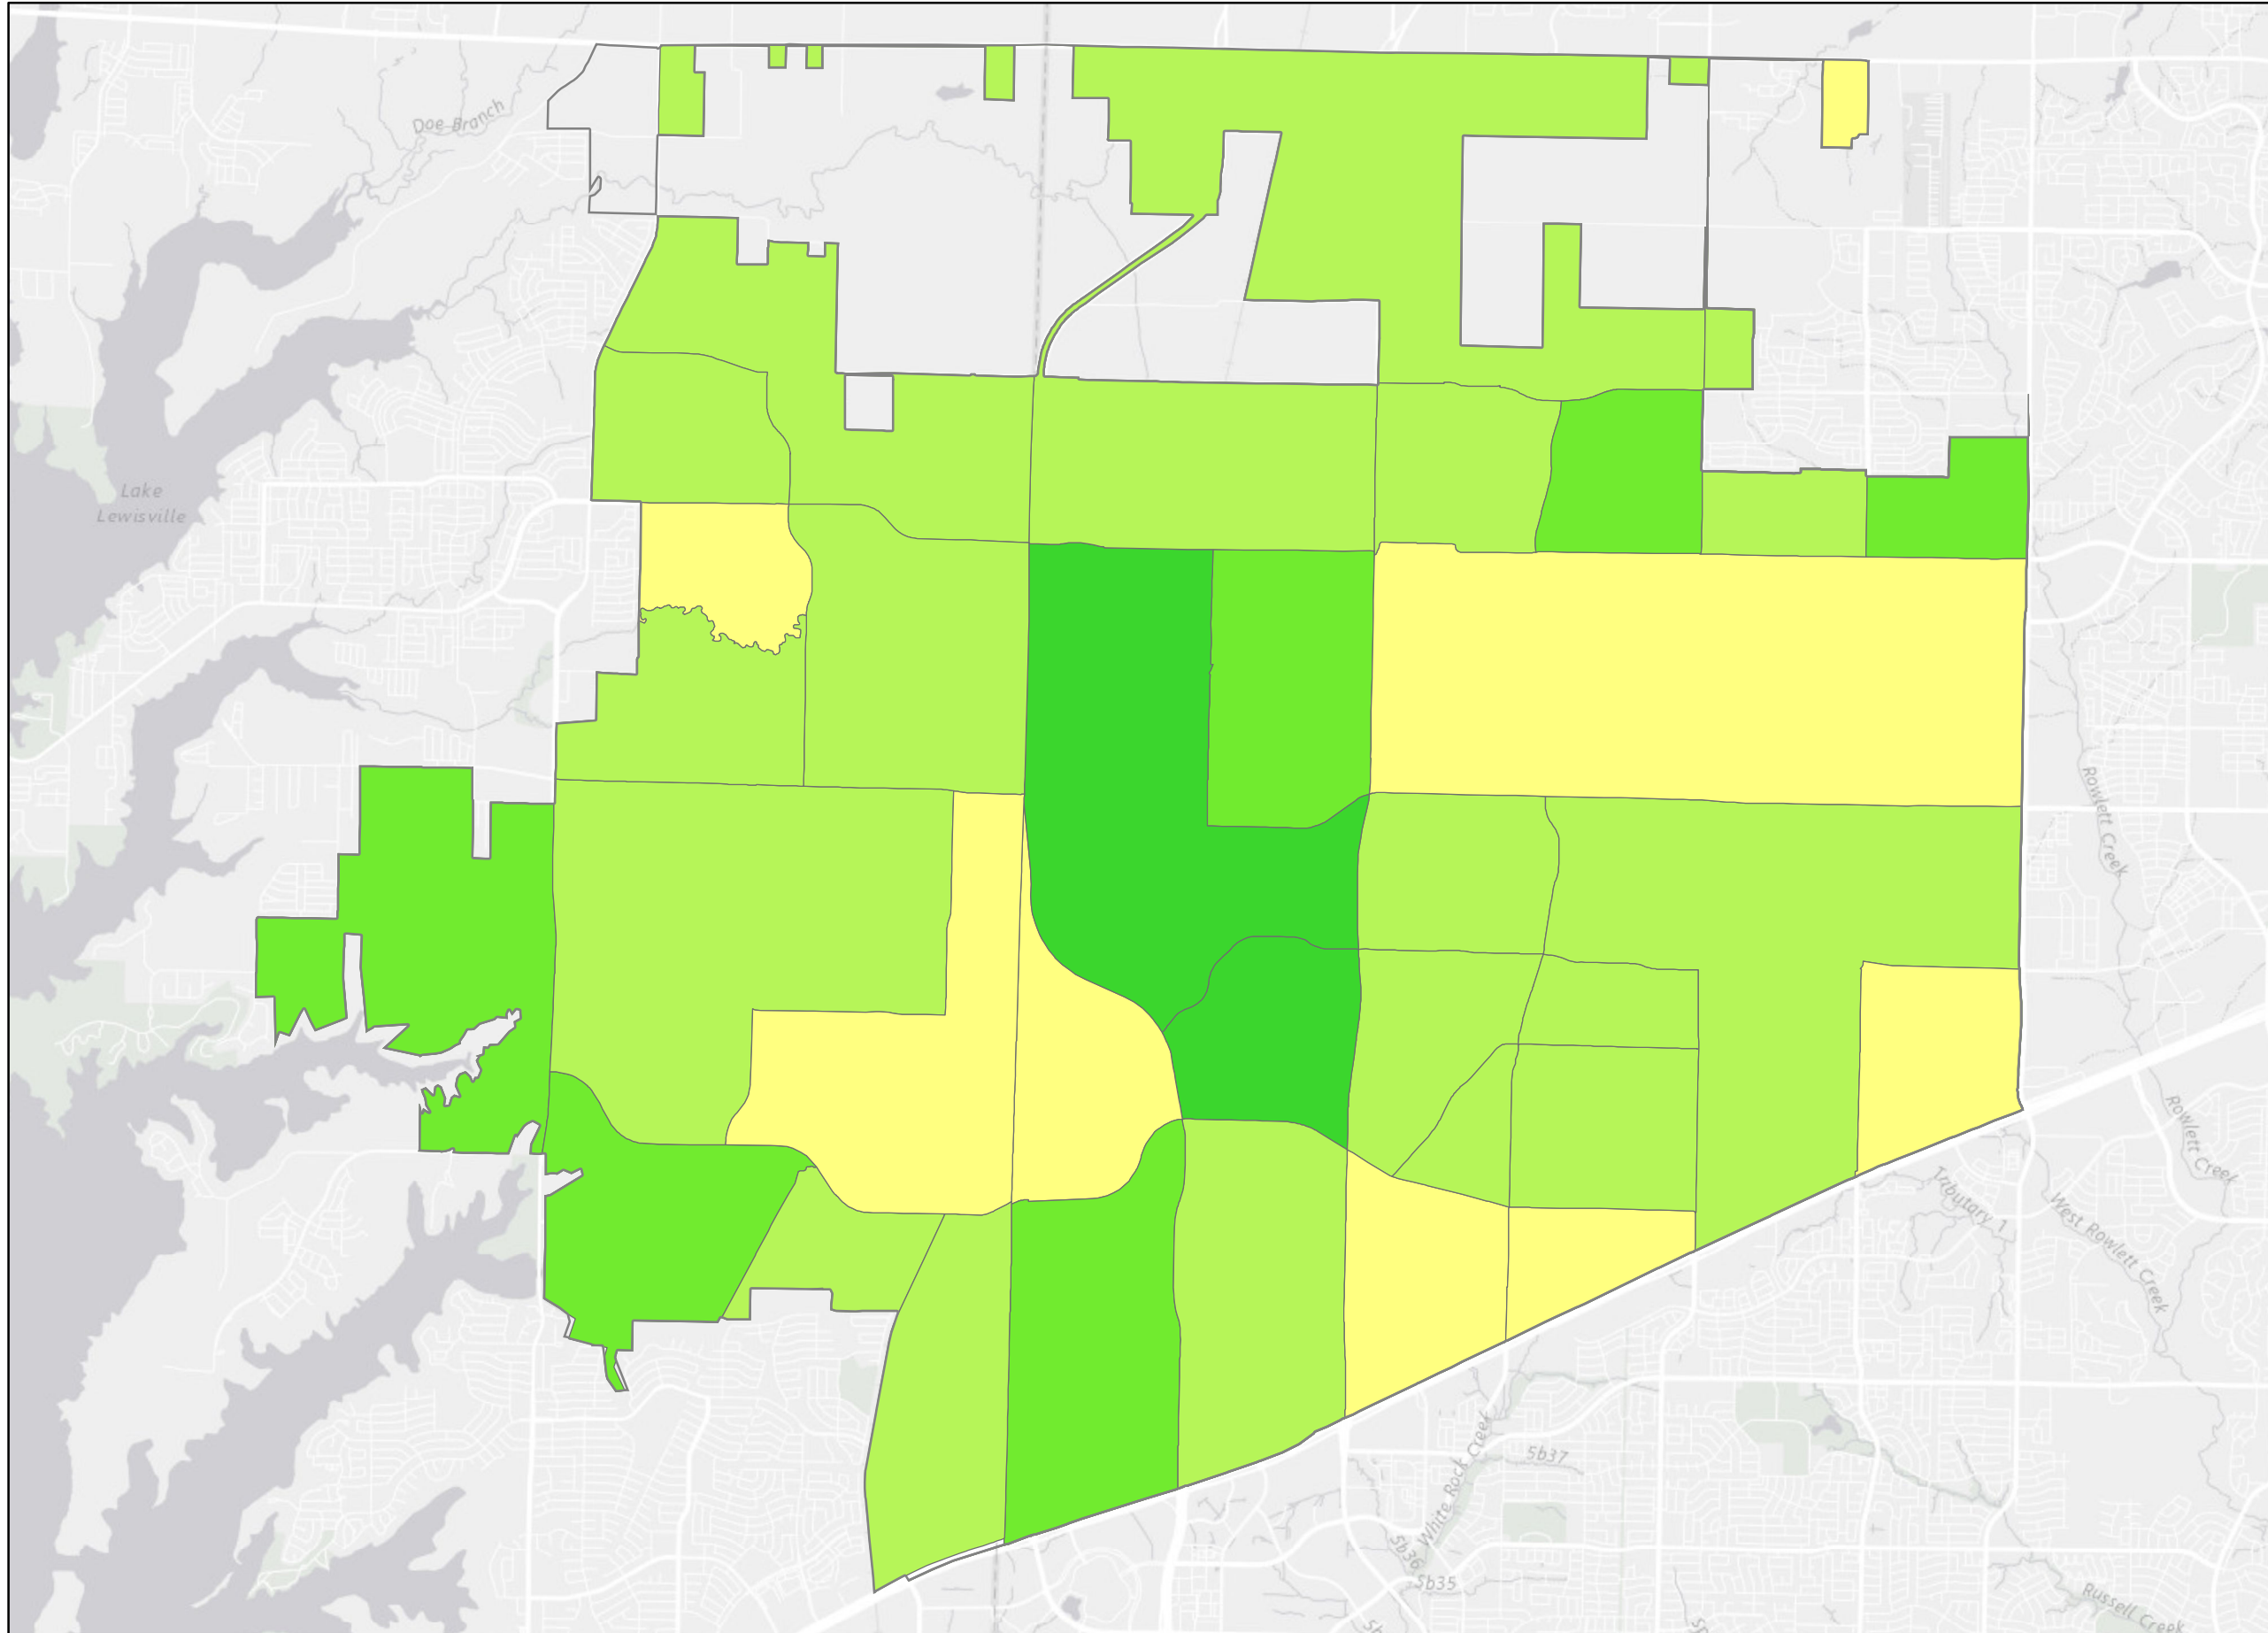 Doe Branch
Lake
Lewisville
Rowlett Creek
Rowlett Creek
Tributary 1
West Rowlett Creek
5b37
White Rock Creek
5b36
5b35
Russell Creek